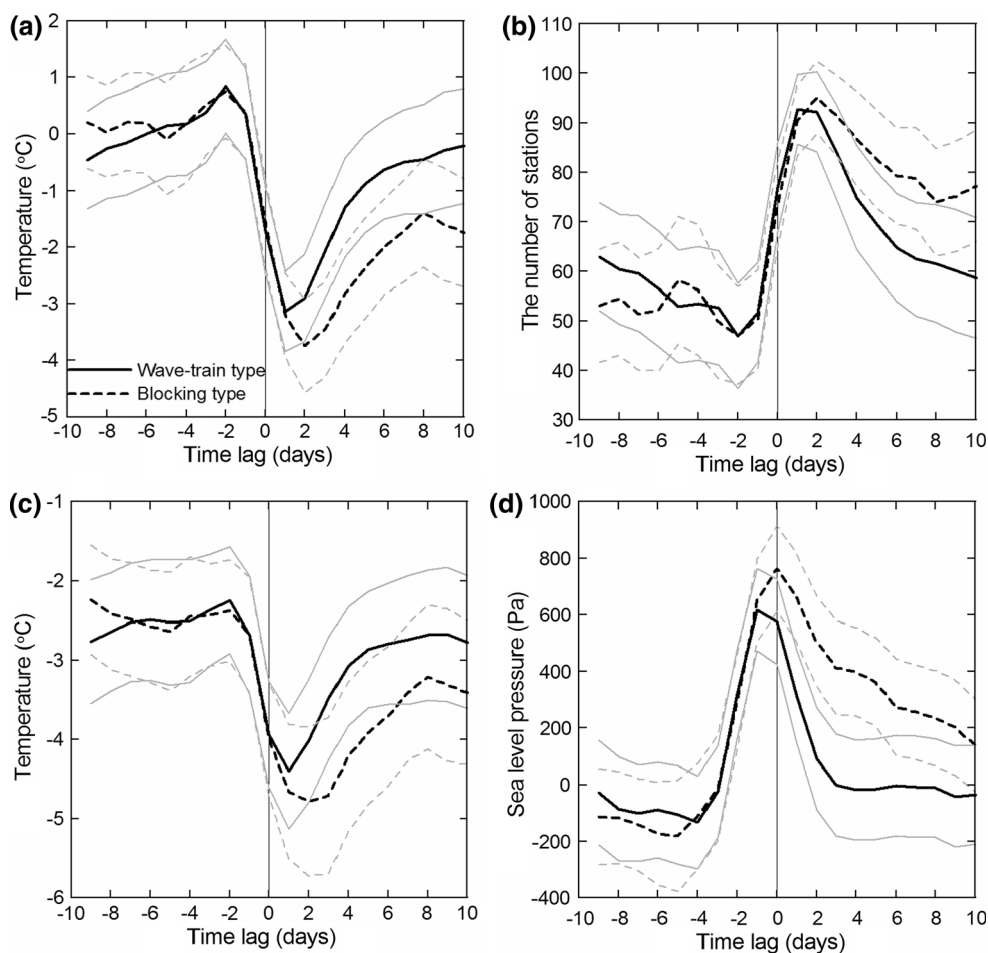 (a)
2
1
0
-1
-2
-3
-4
-5
Temperature (°C)
Wave-train type
Blocking type
-10 -8 -6 -4 -2 0 2 4 6 8 10
Time lag (days)
(b)
110
100
90
80
70
60
50
40
30
The number of stations
-10 -8 -6 -4 -2 0 2 4 6 8 10
Time lag (days)
(c)
-1
-2
-3
-4
-5
-6
Temperature (°C)
-10 -8 -6 -4 -2 0 2 4 6 8 10
Time lag (days)
(d)
1000
800
600
400
200
0
-200
-400
Sea level pressure (Pa)
-10 -8 -6 -4 -2 0 2 4 6 8 10
Time lag (days)